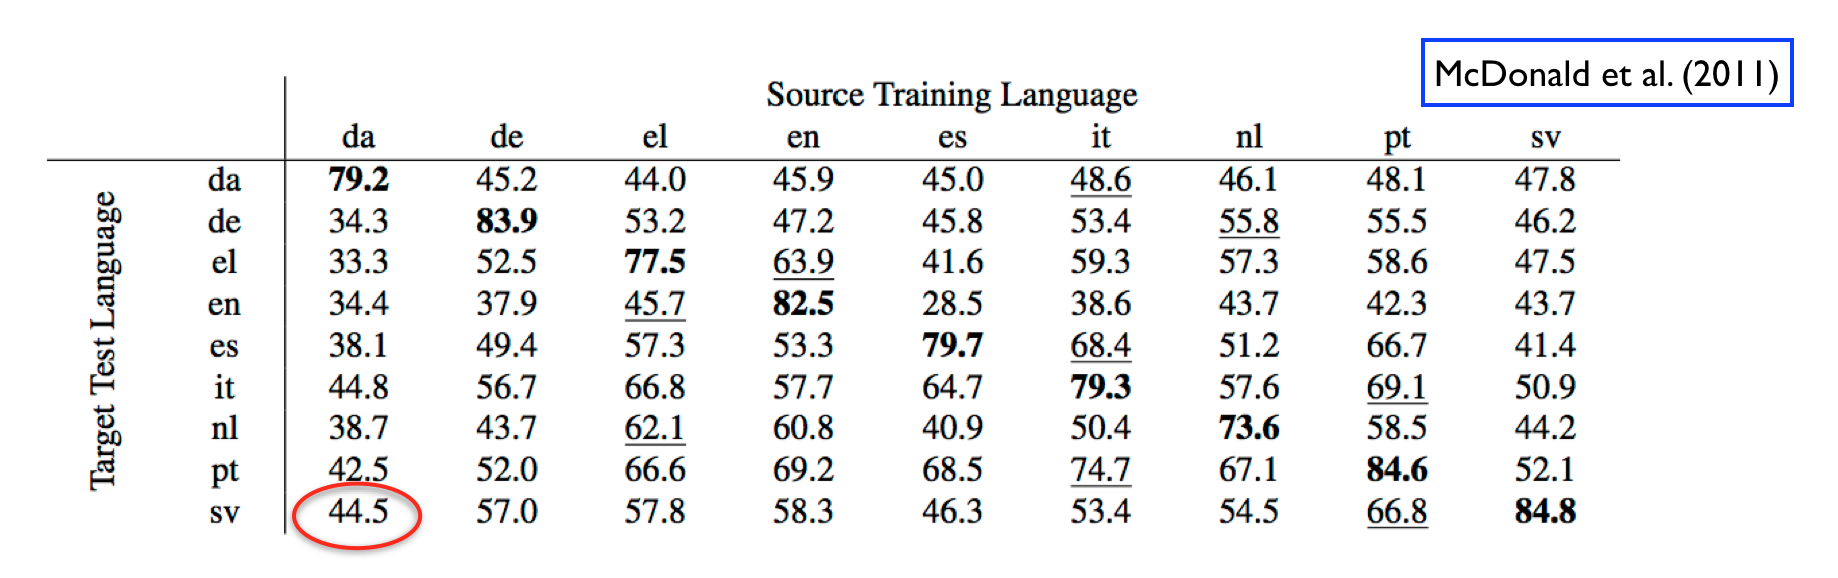 McDonald et al. (2011)
Source Training Language
da de el en es it nl pt sv
Target Test Language
da 79.2 45.2 44.0 45.9 45.0 48.6 46.1 48.1 47.8
de 34.3 83.9 53.2 47.2 45.8 53.4 55.8 55.5 46.2
el 33.3 52.5 77.5 63.9 41.6 59.3 57.3 58.6 47.5
en 34.4 37.9 45.7 82.5 28.5 38.6 43.7 42.3 43.7
es 38.1 49.4 57.3 53.3 79.7 68.4 51.2 66.7 41.4
it 44.8 56.7 66.8 57.7 64.7 79.3 57.6 69.1 50.9
nl 38.7 43.7 62.1 60.8 40.9 50.4 73.6 58.5 44.2
pt 42.5 52.0 66.6 69.2 68.5 74.7 67.1 84.6 52.1
sv 44.5 57.0 57.8 58.3 46.3 53.4 54.5 66.8 84.8